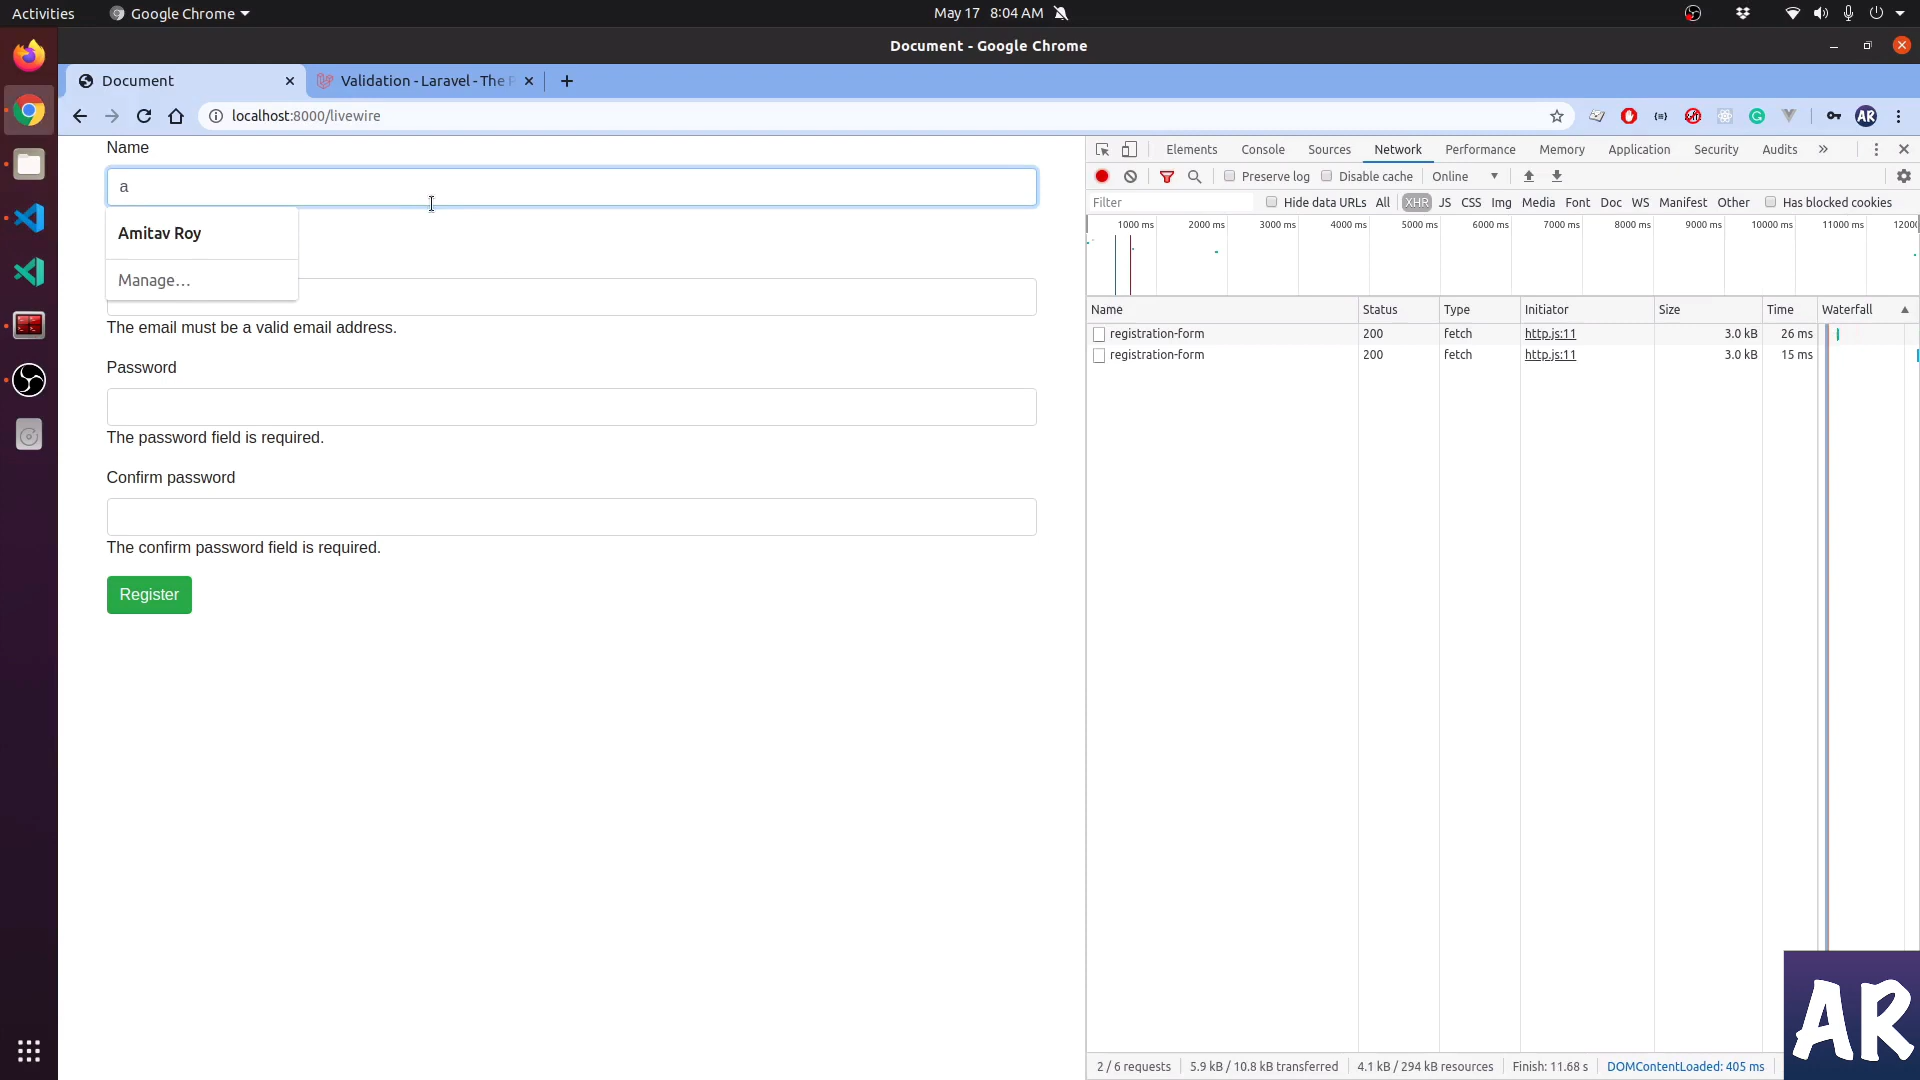 Activities
Google Chrome
May 17 8:04 AM
Document - Google Chrome
Document
Validation - Laravel - The
localhost:8000/livewire
AR
Name
a
Amitav Roy
Manage...
The email must be a valid email address.
Password
The password field is required.
Confirm password
The confirm password field is required.
Register
Elements Console Sources Network Performance Memory Application Security Audits »
Preserve log Disable cache Online
Filter Hide data URLs All XHR JS CSS Img Media Font Doc WS Manifest Other Has blocked cookies
1000 ms 2000 ms 3000 ms 4000 ms 5000 ms 6000 ms 7000 ms 8000 ms 9000 ms 10000 ms 11000 ms
Name Status Type Initiator Size Time Waterfall
registration-form 200 fetch http.js:11 3.0 kB 26 ms
registration-form 200 fetch http.js:11 3.0 kB 15 ms
2 / 6 requests 5.9 kB / 10.8 kB transferred 4.1 kB / 294 kB resources Finish: 11.68 s DOMContentLoaded: 405 ms
AR